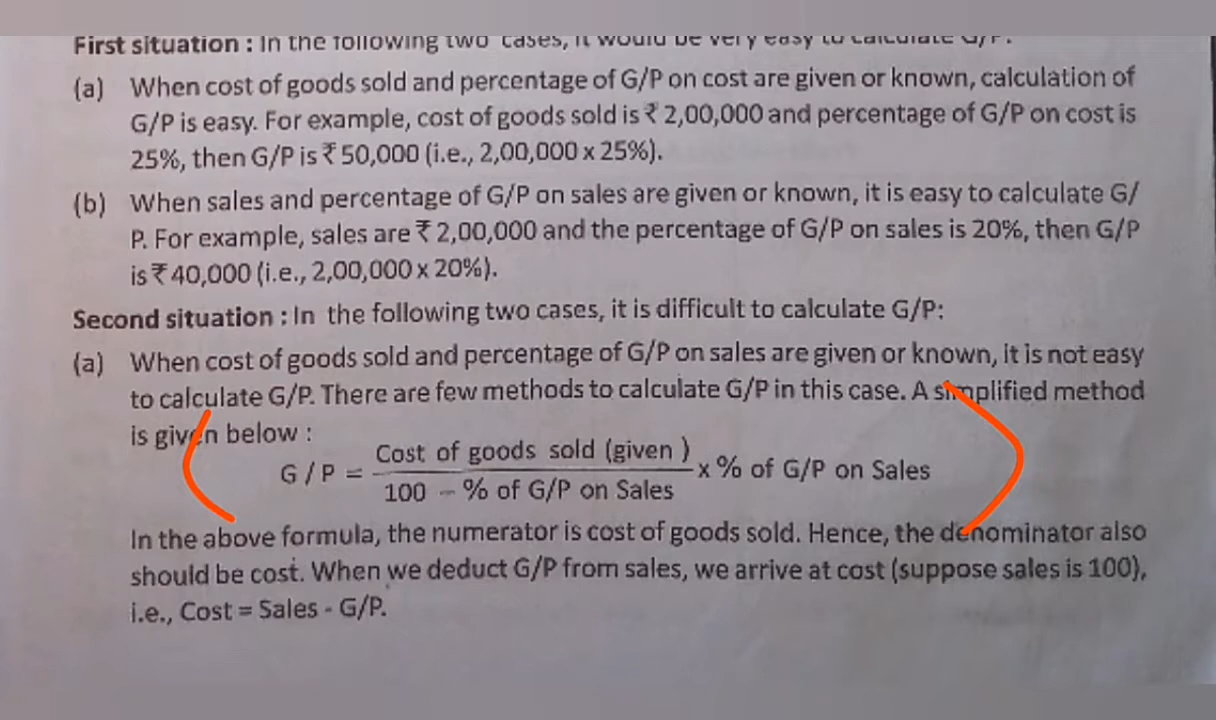 First situation : In the following two cases, it would be very easy to calculate G/P.
(a) When cost of goods sold and percentage of G/P on cost are given or known, calculation of
G/P is easy. For example, cost of goods sold is ₹ 2,00,000 and percentage of G/P on cost is
25%, then G/P is ₹ 50,000 (i.e., 2,00,000 x 25%).
(b) When sales and percentage of G/P on sales are given or known, it is easy to calculate G/
P. For example, sales are ₹ 2,00,000 and the percentage of G/P on sales is 20%, then G/P
is ₹ 40,000 (i.e., 2,00,000 x 20%).
Second situation : In the following two cases, it is difficult to calculate G/P:
(a) When cost of goods sold and percentage of G/P on sales are given or known, it is not easy
to calculate G/P. There are few methods to calculate G/P in this case. A simplified method
is given below :
Cost of goods sold (given )
G / P = x % of G/P on Sales
100 - % of G/P on Sales
In the above formula, the numerator is cost of goods sold. Hence, the denominator also
should be cost. When we deduct G/P from sales, we arrive at cost (suppose sales is 100),
i.e., Cost = Sales - G/P.